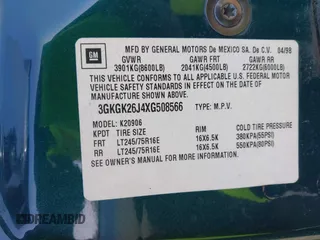 GM
MFD BY GENERAL MOTORS De MEXICO SA. De C.V. 04/98
GVWR GAWR FRT GAWR RR
3901KG(8600LB) 2041KG(4500LB) 2722KG(6000LB)
THIS VEHICLE CONFORMS TO ALL APPLICABLE U.S. FEDERAL MOTOR
VEHICLE SAFETY STANDARDS IN EFFECT ON THE DATE OF
MANUFACTURE SHOWN ABOVE.
3GKGK26J4XG508566 TYPE: M.P.V.
MODEL: K20906
KPDT TIRE SIZE RIM COLD TIRE PRESSURE
FRT LT245/75R16E 16X6.5K 380KPA(55PSI)
RR LT245/75R16E 16X6.5K 550KPA(80PSI)
SEE OWNER'S MANUAL FOR MORE INFORMATION.
DREAMBID